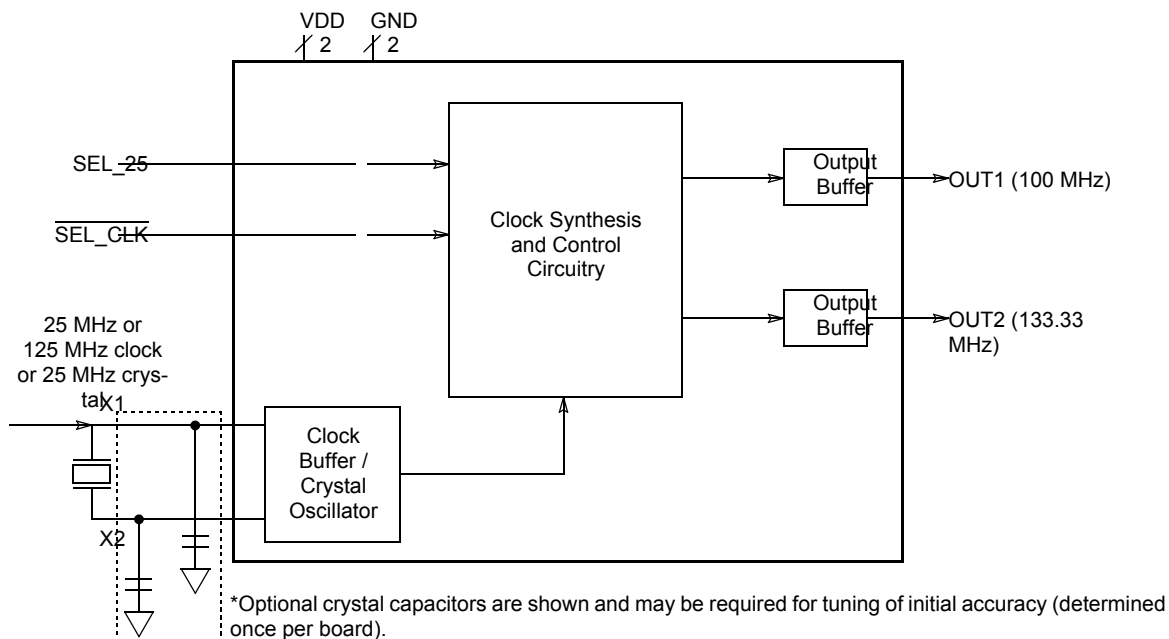 VDD GND
2 2
SEL_25
SEL_CLK
Clock Synthesis
and Control
Circuitry
Output
Buffer
OUT1 (100 MHz)
Output
Buffer
OUT2 (133.33
MHz)
25 MHz or
125 MHz clock
or 25 MHz crys-
tal
X1
X2
Clock
Buffer /
Crystal
Oscillator
*Optional crystal capacitors are shown and may be required for tuning of initial accuracy (determined
once per board).